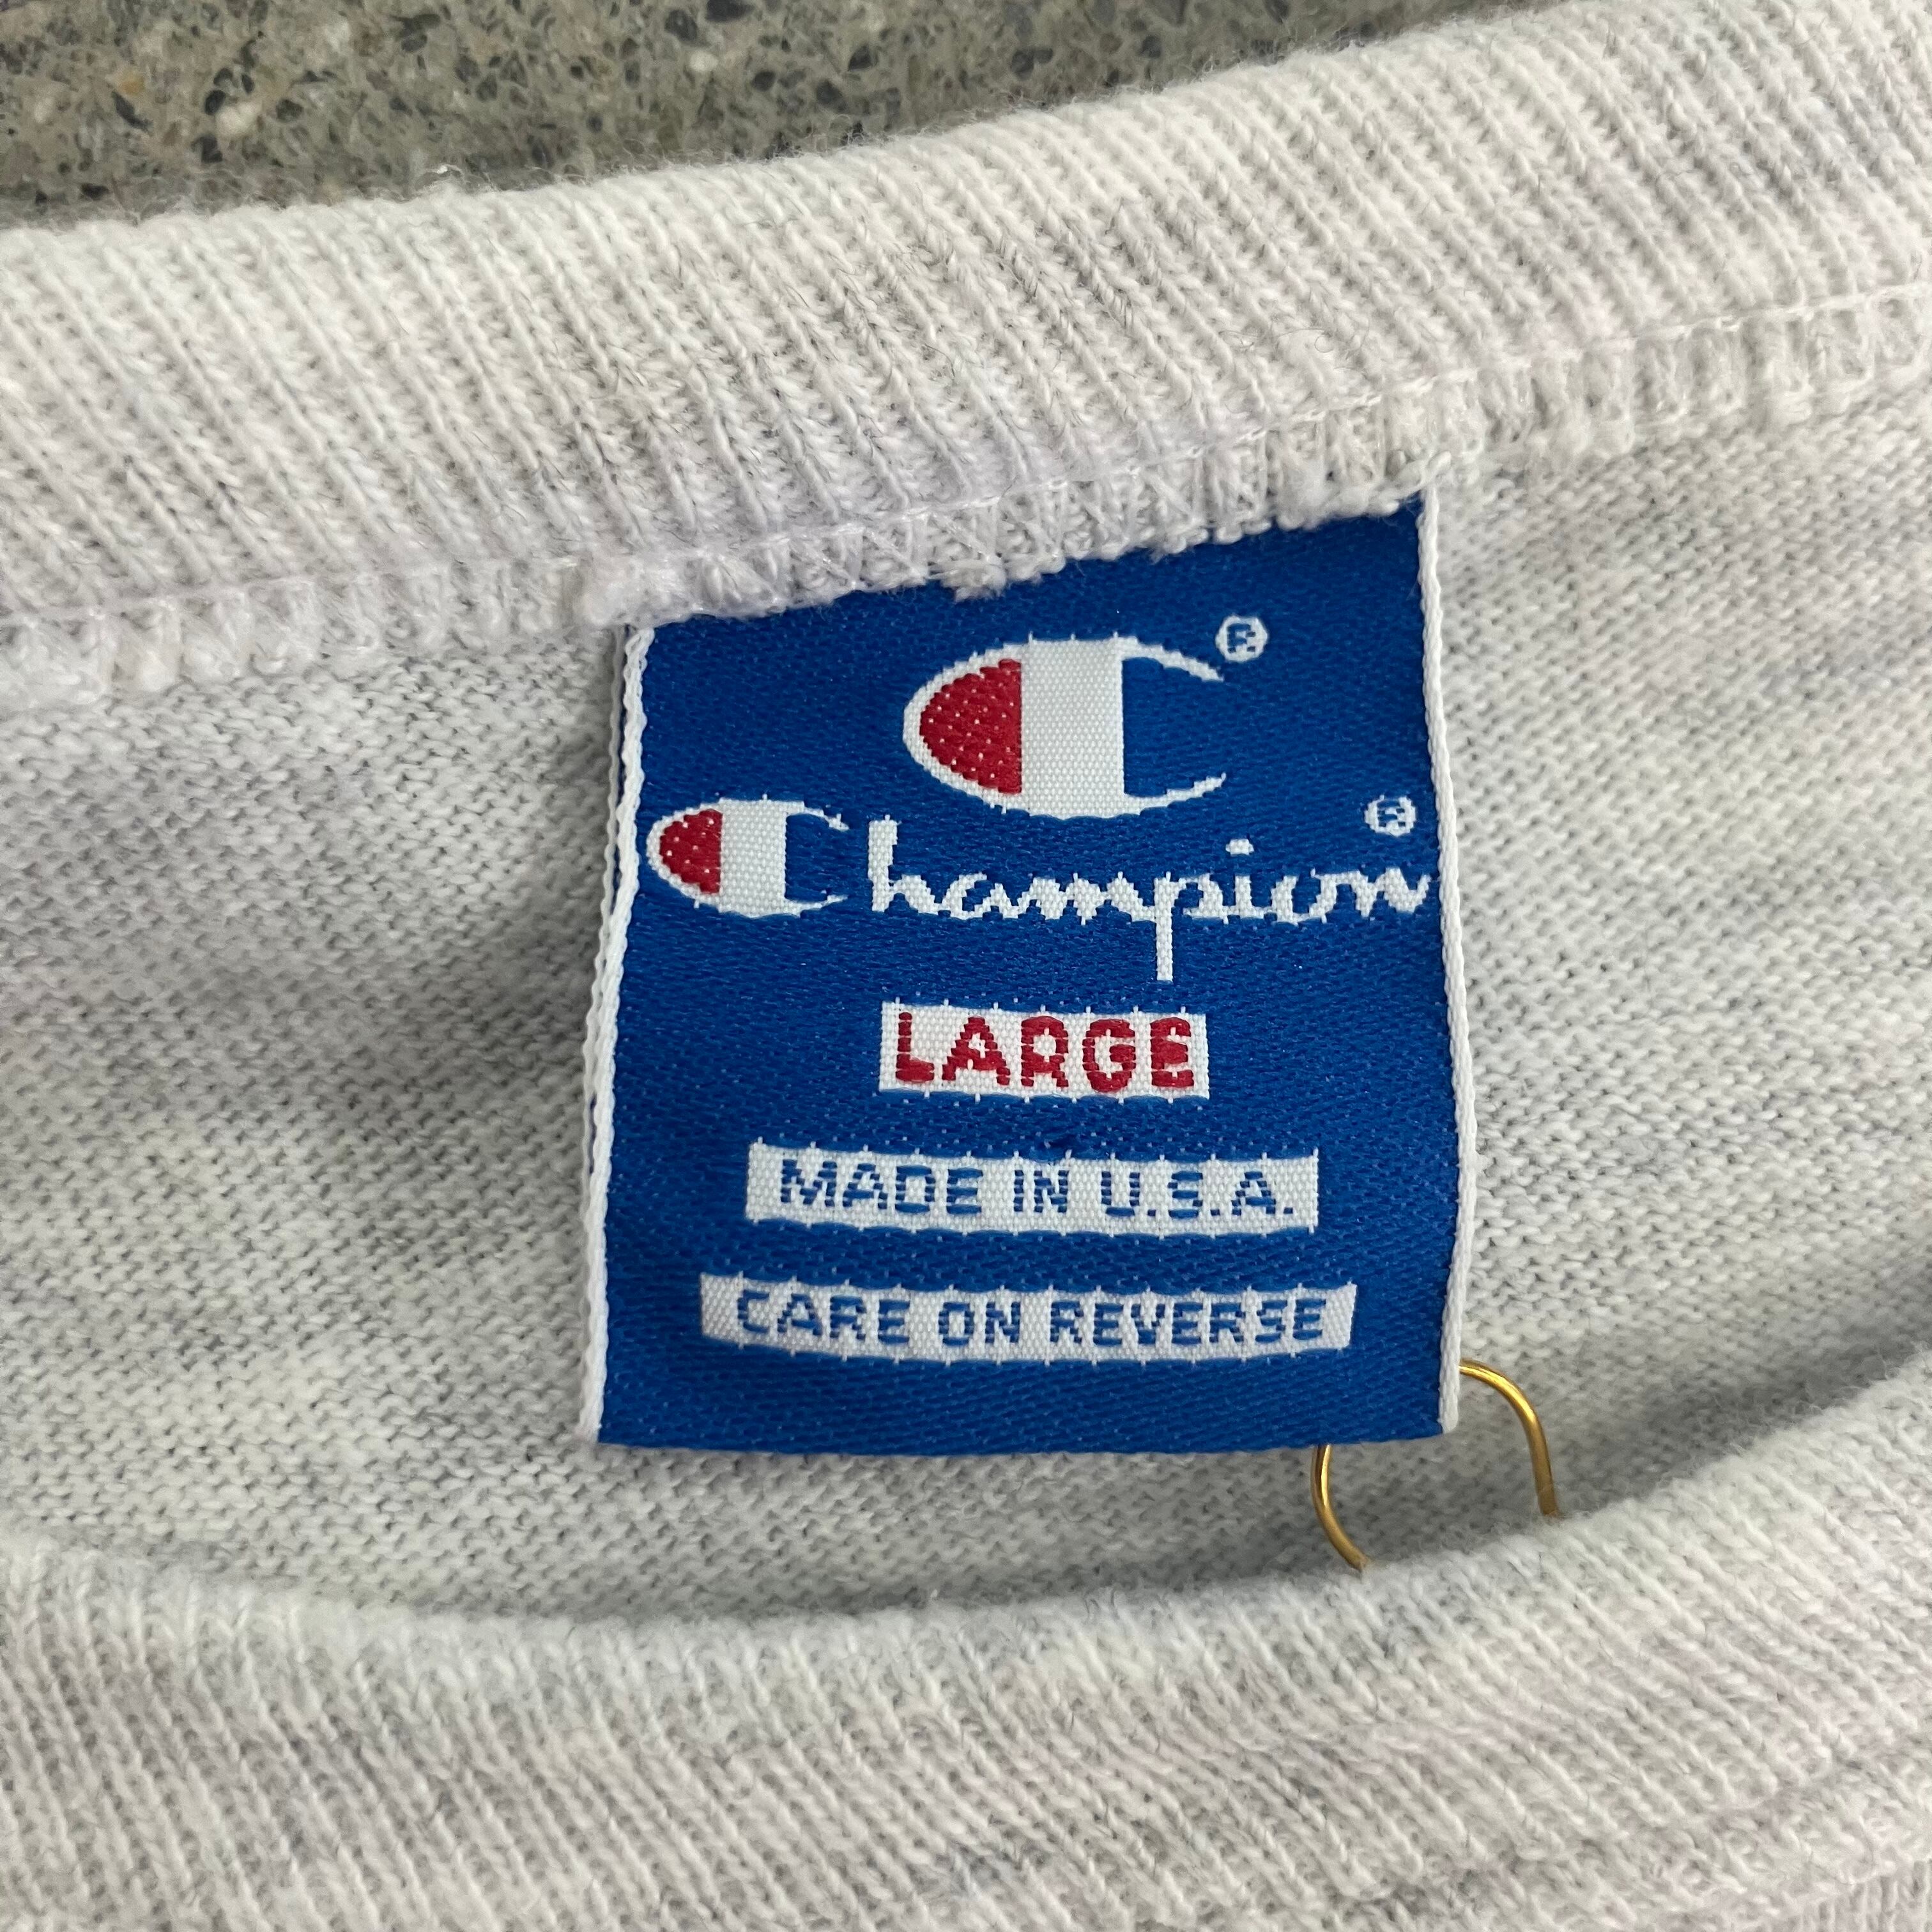 C®
Champion®
LARGE
MADE IN U.S.A.
CARE ON REVERSE